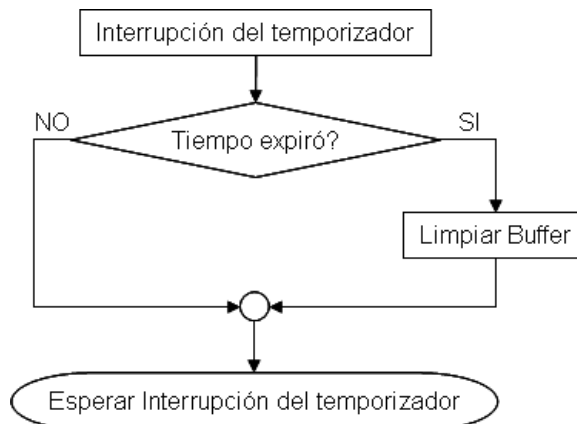 Interrupción del temporizador
NO
SI
Tiempo expiró?
Limpiar Buffer
Esperar Interrupción del temporizador